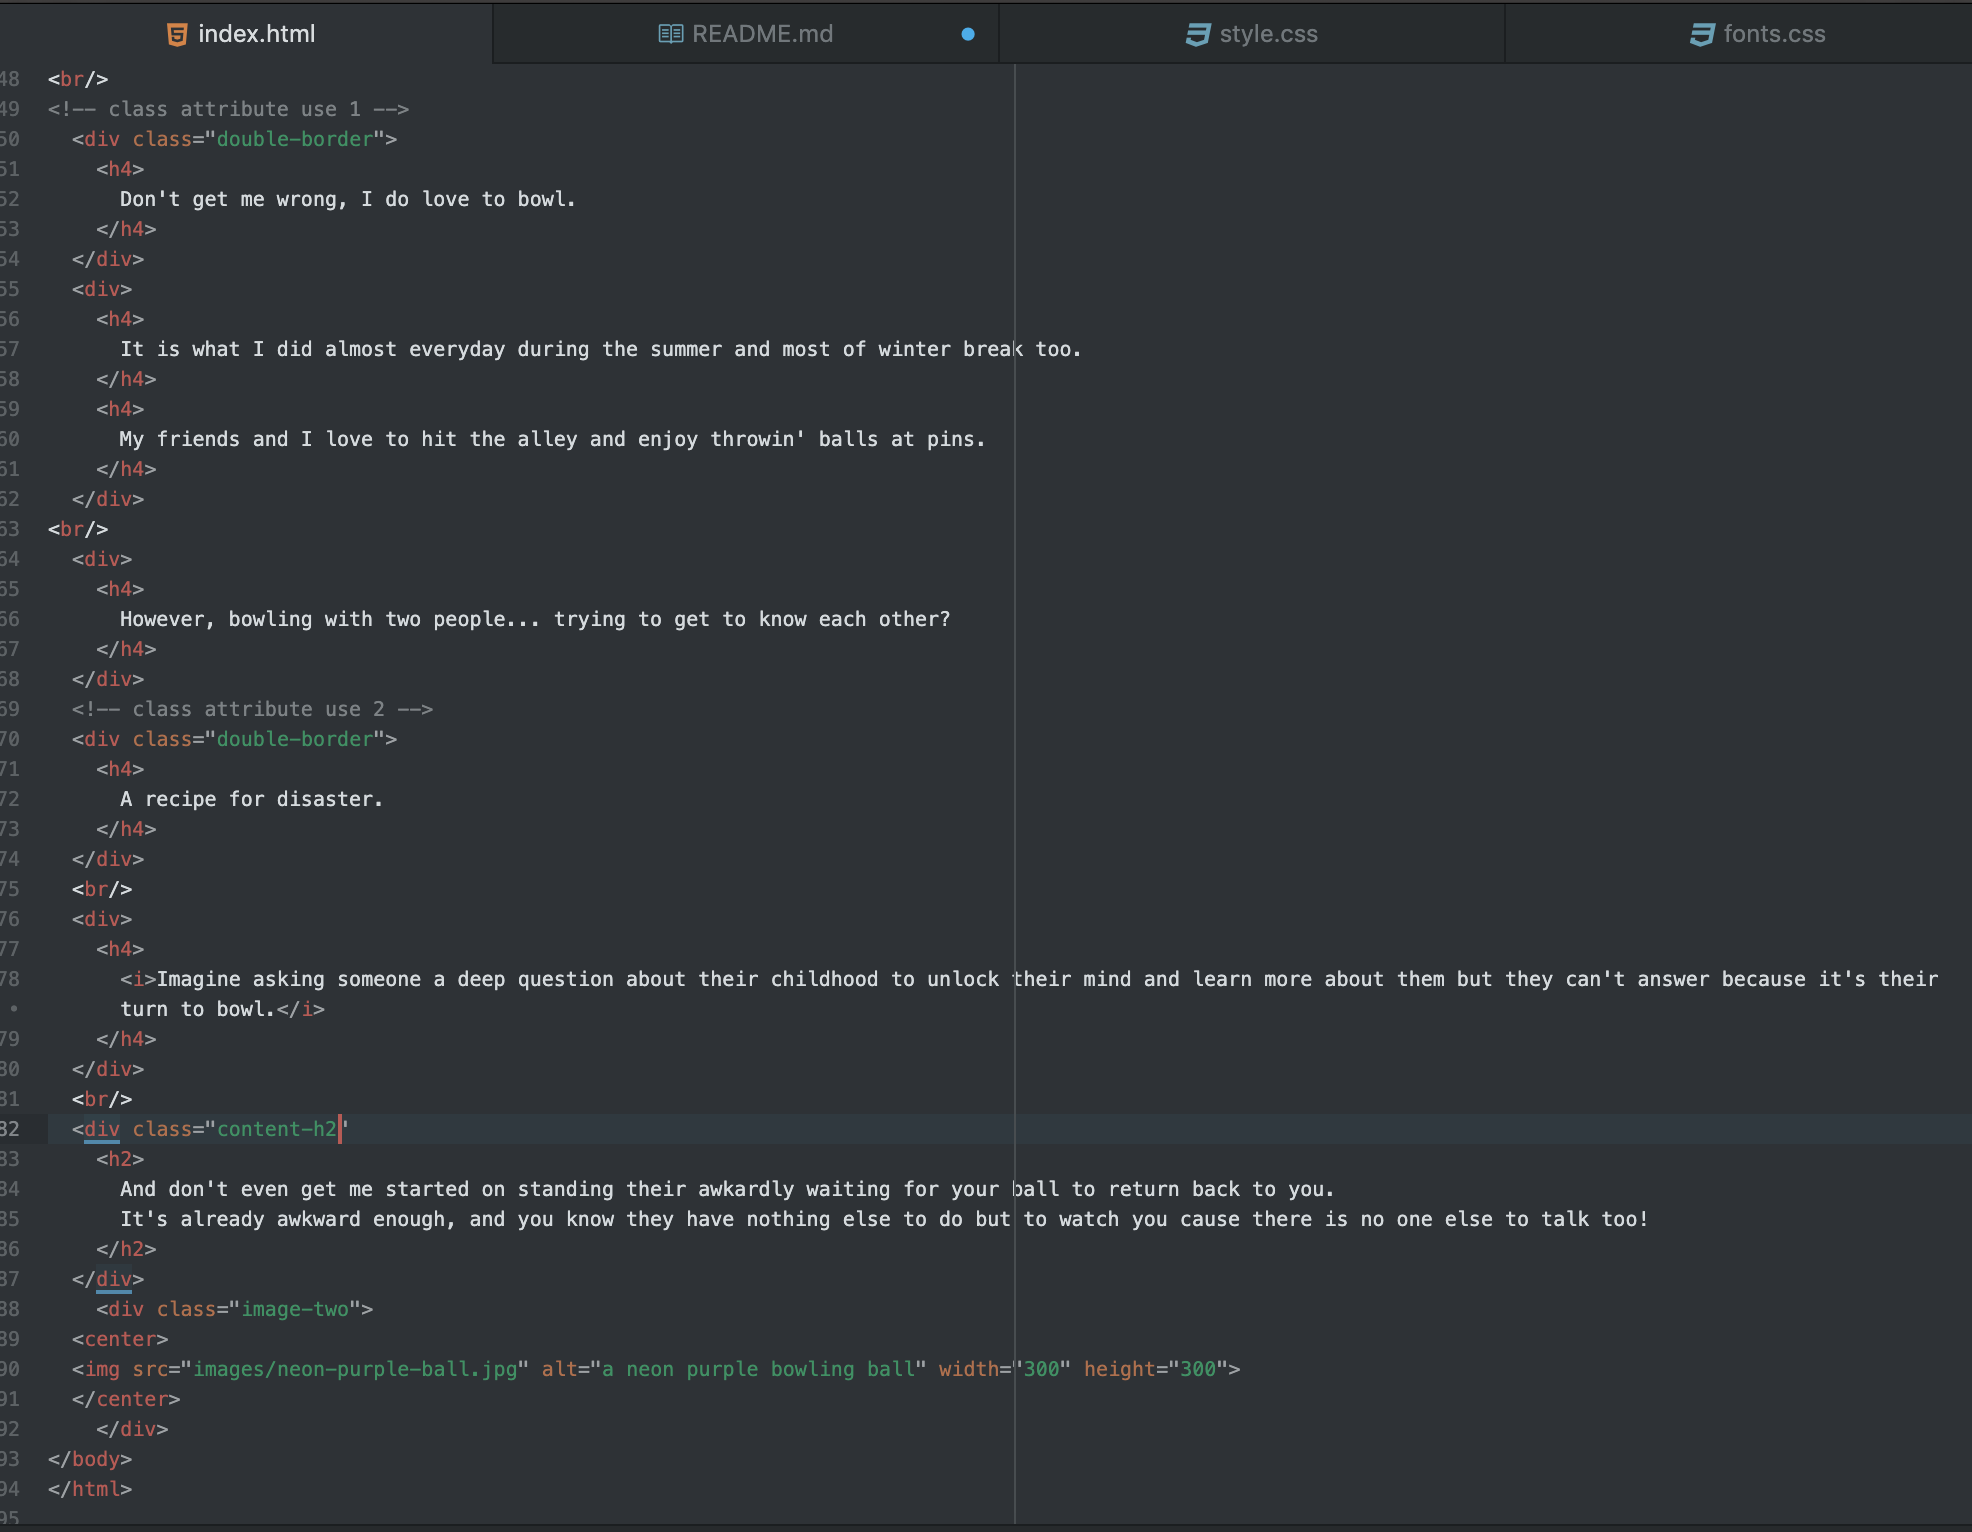 index.html README.md style.css fonts.css
48 <br/>
49 <!-- class attribute use 1 -->
50 <div class="double-border">
51 <h4>
52 Don't get me wrong, I do love to bowl.
53 </h4>
54 </div>
55 <div>
56 <h4>
57 It is what I did almost everyday during the summer and most of winter break too.
58 </h4>
59 <h4>
60 My friends and I love to hit the alley and enjoy throwin' balls at pins.
61 </h4>
62 </div>
63 <br/>
64 <div>
65 <h4>
66 However, bowling with two people... trying to get to know each other?
67 </h4>
68 </div>
69 <!-- class attribute use 2 -->
70 <div class="double-border">
71 <h4>
72 A recipe for disaster.
73 </h4>
74 </div>
75 <br/>
76 <div>
77 <h4>
78 <i>Imagine asking someone a deep question about their childhood to unlock their mind and learn more about them but they can't answer because it's their
• turn to bowl.</i>
79 </h4>
80 </div>
81 <br/>
82 <div class="content-h2"
83 <h2>
84 And don't even get me started on standing their awkardly waiting for your ball to return back to you.
85 It's already awkward enough, and you know they have nothing else to do but to watch you cause there is no one else to talk too!
86 </h2>
87 </div>
88 <div class="image-two">
89 <center>
90 <img src="images/neon-purple-ball.jpg" alt="a neon purple bowling ball" width="300" height="300">
91 </center>
92 </div>
93 </body>
94 </html>
95